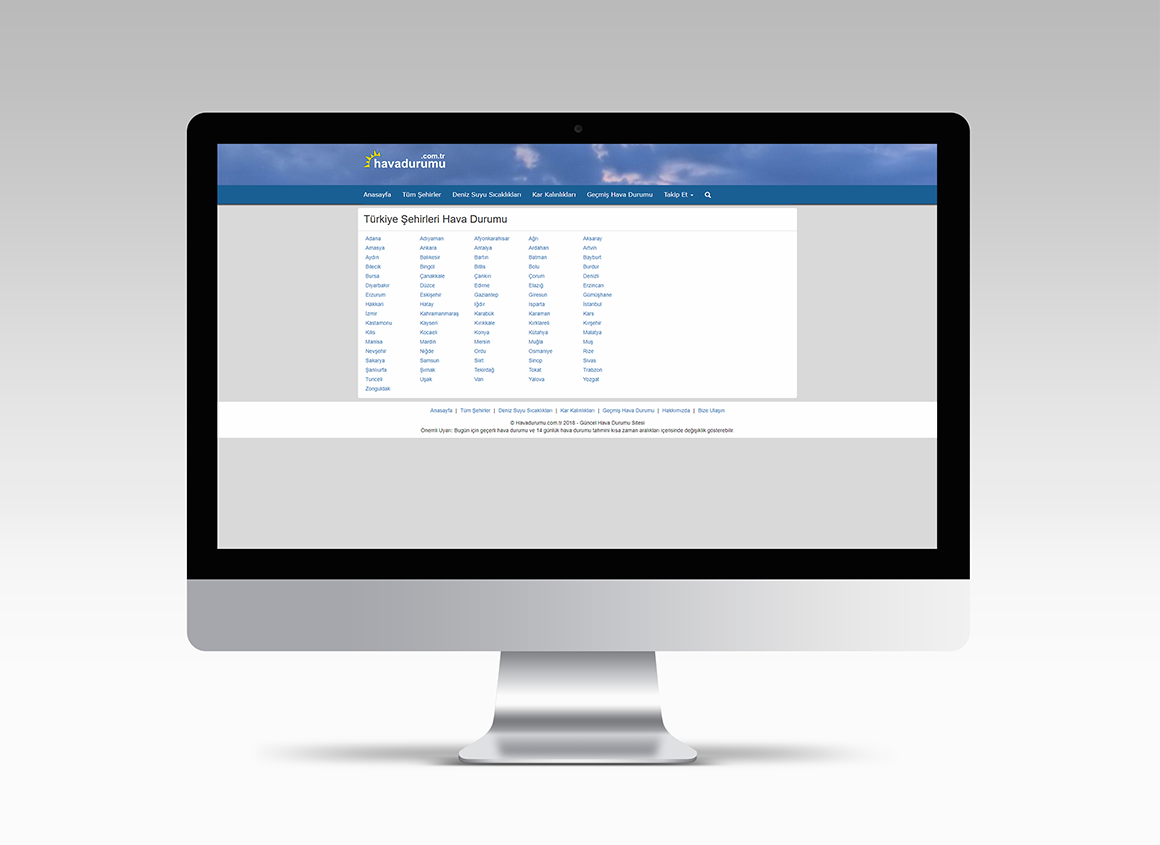 .com.tr
havadurumu
Anasayfa Tüm Şehirler Deniz Suyu Sıcaklıkları Kar Kalınlıkları Geçmiş Hava Durumu Takip Et
Türkiye Şehirleri Hava Durumu
Adana Adıyaman Afyonkarahisar Ağrı Aksaray
Amasya Ankara Antalya Ardahan Artvin
Aydın Balıkesir Bartın Batman Bayburt
Bilecik Bingöl Bitlis Bolu Burdur
Bursa Çanakkale Çankırı Çorum Denizli
Diyarbakır Düzce Edirne Elazığ Erzincan
Erzurum Eskişehir Gaziantep Giresun Gümüşhane
Hakkari Hatay Iğdır Isparta İstanbul
İzmir Kahramanmaraş Karabük Karaman Kars
Kastamonu Kayseri Kırıkkale Kırklareli Kırşehir
Kilis Kocaeli Konya Kütahya Malatya
Manisa Mardin Mersin Muğla Muş
Nevşehir Niğde Ordu Osmaniye Rize
Sakarya Samsun Siirt Sinop Sivas
Şanlıurfa Şırnak Tekirdağ Tokat Trabzon
Tunceli Uşak Van Yalova Yozgat
Zonguldak
Anasayfa | Tüm Şehirler | Deniz Suyu Sıcaklıkları | Kar Kalınlıkları | Geçmiş Hava Durumu | Hakkımızda | Bize Ulaşın
© Havadurumu.com.tr 2018 - Güncel Hava Durumu Sitesi
Önemli Uyarı: Bugün için geçerli hava durumu ve 14 günlük hava durumu tahmini kısa zaman aralıkları içerisinde değişiklik gösterebilir.